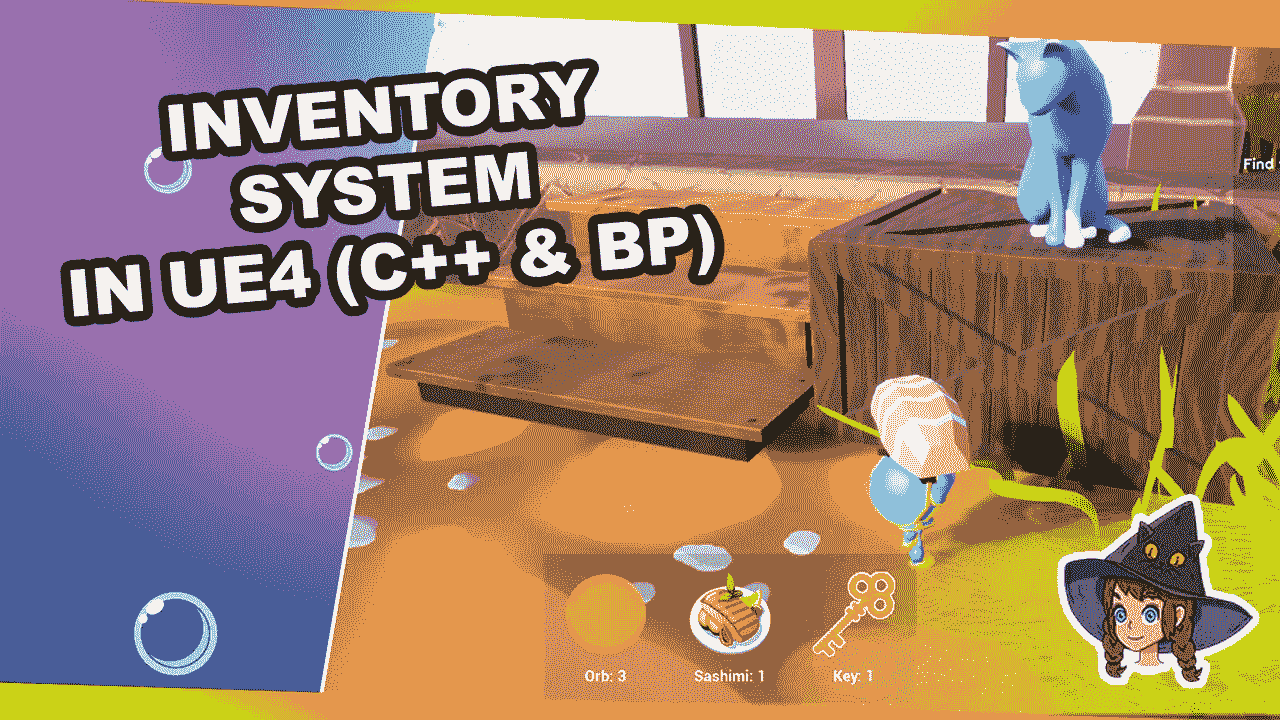 INVENTORY
SYSTEM
IN UE4 (C++ & BP)
Find
Orb: 3
Sashimi: 1
Key: 1